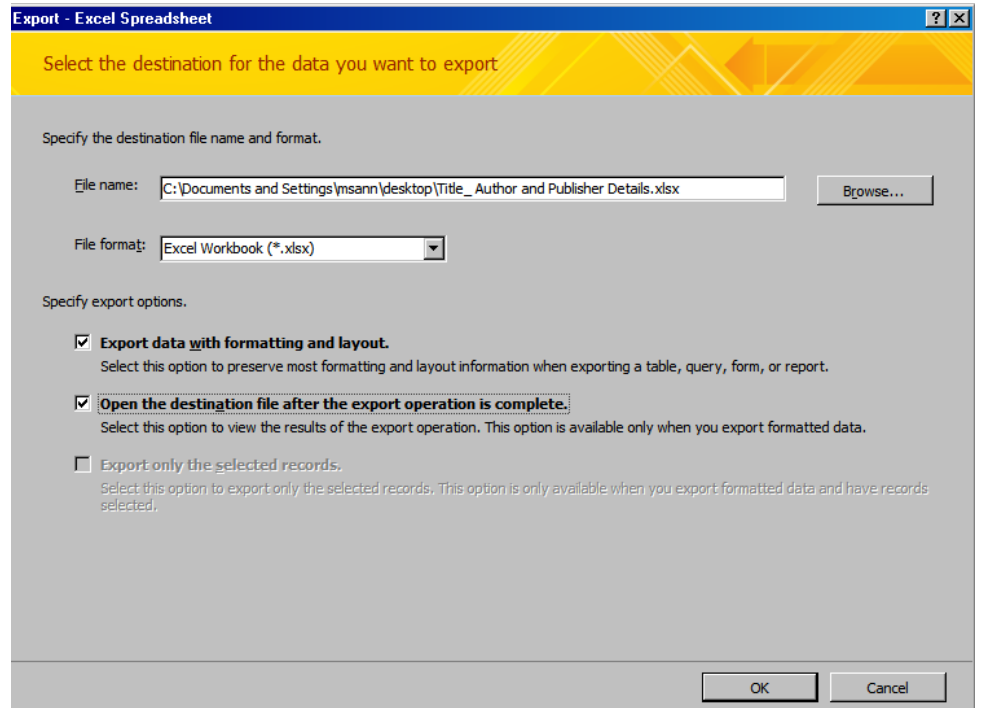 Export - Excel Spreadsheet
Select the destination for the data you want to export
Specify the destination file name and format.
File name: C:\Documents and Settings\msann\desktop\Title_ Author and Publisher Details.xlsx Browse...
File format: Excel Workbook (*.xlsx)
Specify export options.
Export data with formatting and layout.
Select this option to preserve most formatting and layout information when exporting a table, query, form, or report.
Open the destination file after the export operation is complete.
Select this option to view the results of the export operation. This option is available only when you export formatted data.
Export only the selected records.
Select this option to export only the selected records. This option is only available when you export formatted data and have records
selected.
OK Cancel